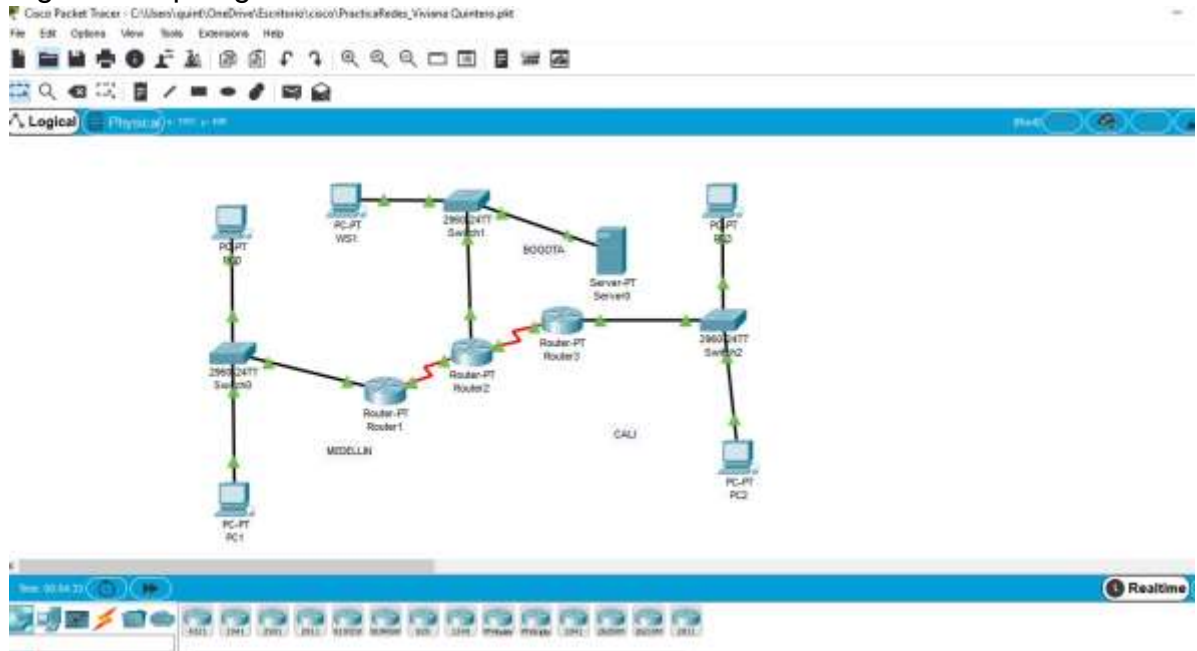 Cisco Packet Tracer - C:\Users\quint\OneDrive\Escritorio\cisco\PracticaRedes_Viviana Quintero.pkt
File Edit Options View Tools Extensions Help
Logical
Physical
PC-PT
PC-PT
WS1
2960-24TT
Switch1
BOGOTA
Server-PT
Server0
PC-PT
Router-PT
Router3
2960-24TT
Switch2
2960-24TT
Switch0
Router-PT
Router2
Router-PT
Router1
MEDELLIN
CALI
PC-PT
PC2
PC-PT
PC1
Realtime